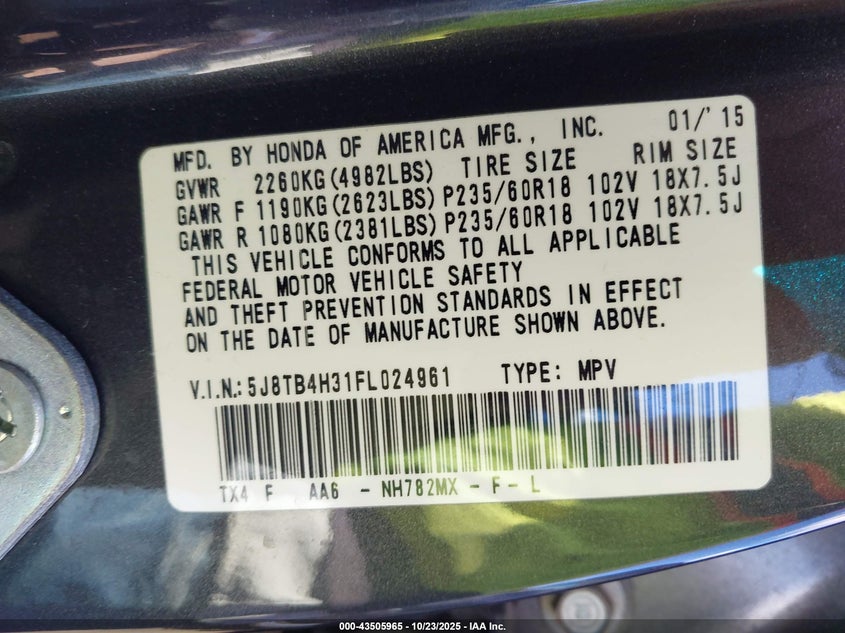 MFD. BY HONDA OF AMERICA MFG., INC. 01/'15
GVWR 2260KG(4982LBS) TIRE SIZE RIM SIZE
GAWR F 1190KG(2623LBS) P235/60R18 102V 18X7.5J
GAWR R 1080KG(2381LBS) P235/60R18 102V 18X7.5J
THIS VEHICLE CONFORMS TO ALL APPLICABLE
FEDERAL MOTOR VEHICLE SAFETY
AND THEFT PREVENTION STANDARDS IN EFFECT
ON THE DATE OF MANUFACTURE SHOWN ABOVE.
V.I.N.: 5J8TB4H31FL024961 TYPE: MPV
TX4 F AA6 - NH782MX - F - L
000-43505965 - 10/23/2025 - IAA Inc.